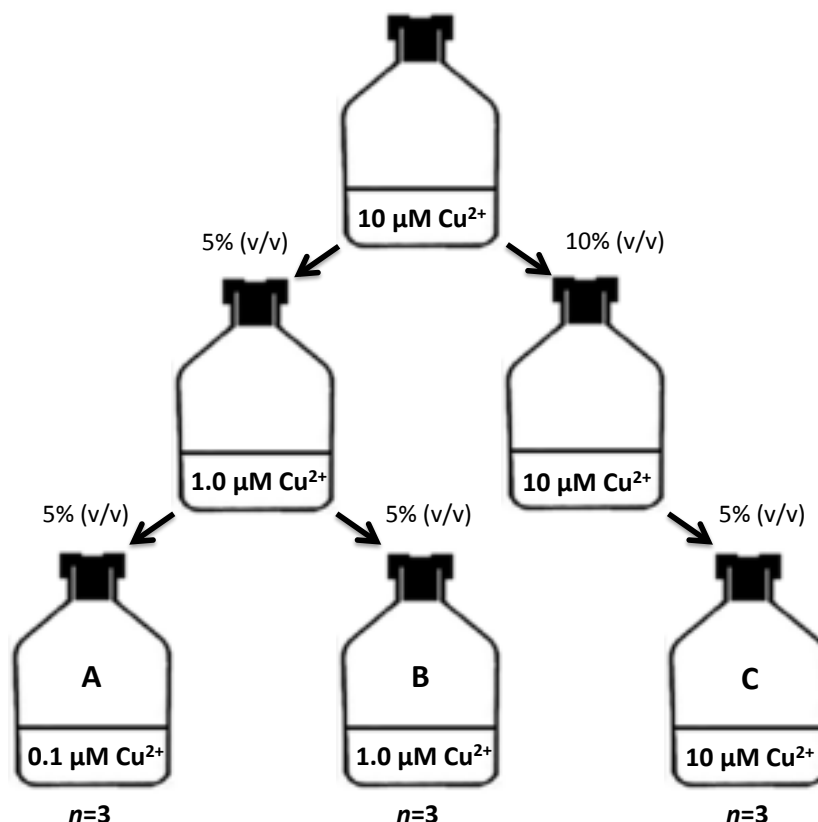 10 µM Cu²⁺
5% (v/v)
10% (v/v)
1.0 µM Cu²⁺
10 µM Cu²⁺
5% (v/v)
5% (v/v)
5% (v/v)
A
B
C
0.1 µM Cu²⁺
1.0 µM Cu²⁺
10 µM Cu²⁺
n=3
n=3
n=3